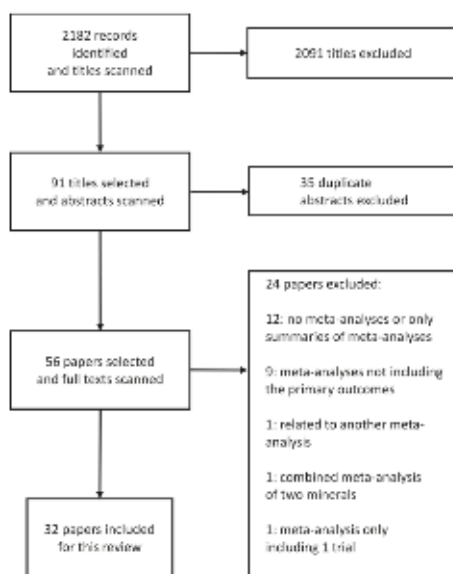 2182 records
identified
and titles scanned
2091 titles excluded
91 titles selected
and abstracts scanned
35 duplicate
abstracts excluded
56 papers selected
and full texts scanned
24 papers excluded:
12: no meta-analyses or only
summaries of meta-analyses
9: meta-analyses not including
the primary outcomes
1: related to another meta-
analysis
1: combined meta-analysis
of two minerals
1: meta-analysis only
including 1 trial
32 papers included
for this review